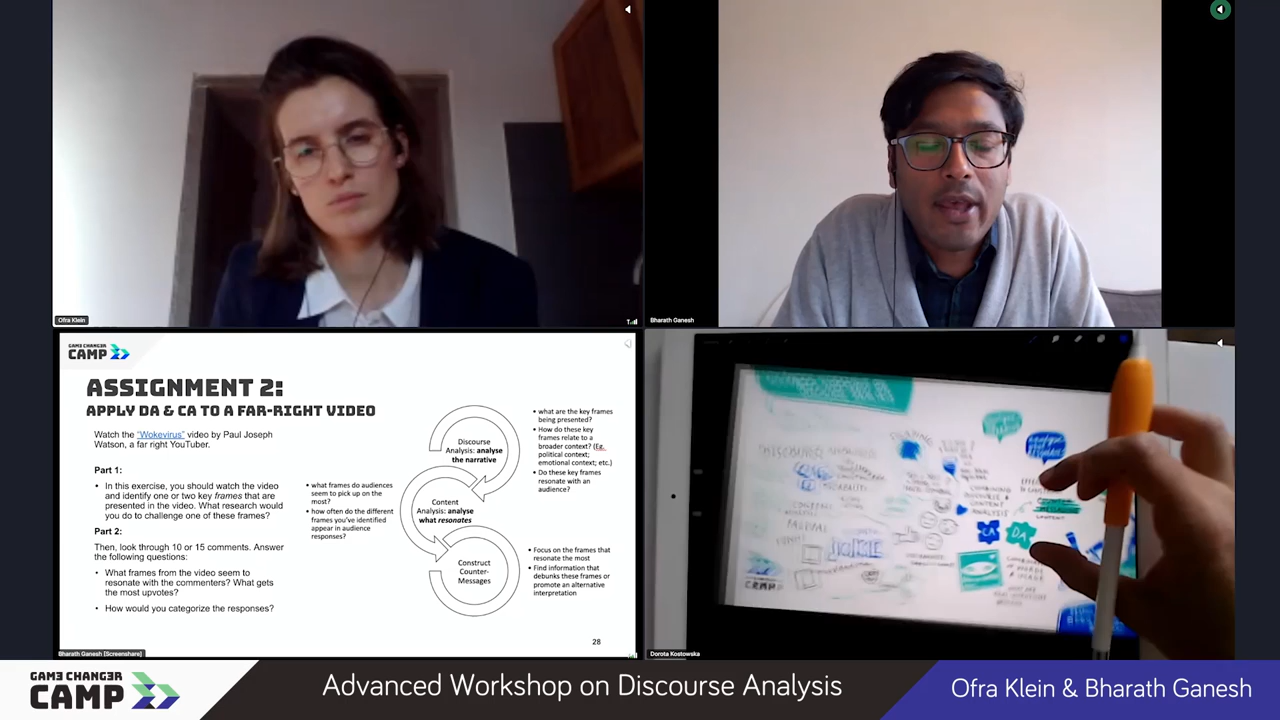 Ofra Klein
Bharath Ganesh
GAME CHANGER
CAMP
ASSIGNMENT 2:
APPLY DA & CA TO A FAR-RIGHT VIDEO
Watch the "Wokevirus" video by Paul Joseph
Watson, a far right YouTuber.
Part 1:
• In this exercise, you should watch the video
and identify one or two key frames that are
presented in the video. What research would
you do to challenge one of these frames?
Part 2:
Then, look through 10 or 15 comments. Answer
the following questions:
• What frames from the video seem to
resonate with the commenters? What gets
the most upvotes?
• How would you categorize the responses?
Discourse
Analysis: analyse
the narrative
• what are the key frames
being presented?
• How do these key
frames relate to a
broader context? (Eg.
political context;
emotional context; etc.)
• Do these key frames
resonate with an
audience?
• what frames do audiences
seem to pick up on the
most?
• how often do the different
frames you've identified
appear in audience
responses?
Content
Analysis: analyse
what resonates
Construct
Counter-
Messages
• Focus on the frames that
resonate the most
• Find information that
debunks these frames or
promote an alternative
interpretation
28
Bharath Ganesh [Screenshare]
CA
DA
Dorota Kostowska
GAM3 CHANG3R
CAMP
Advanced Workshop on Discourse Analysis
Ofra Klein & Bharath Ganesh